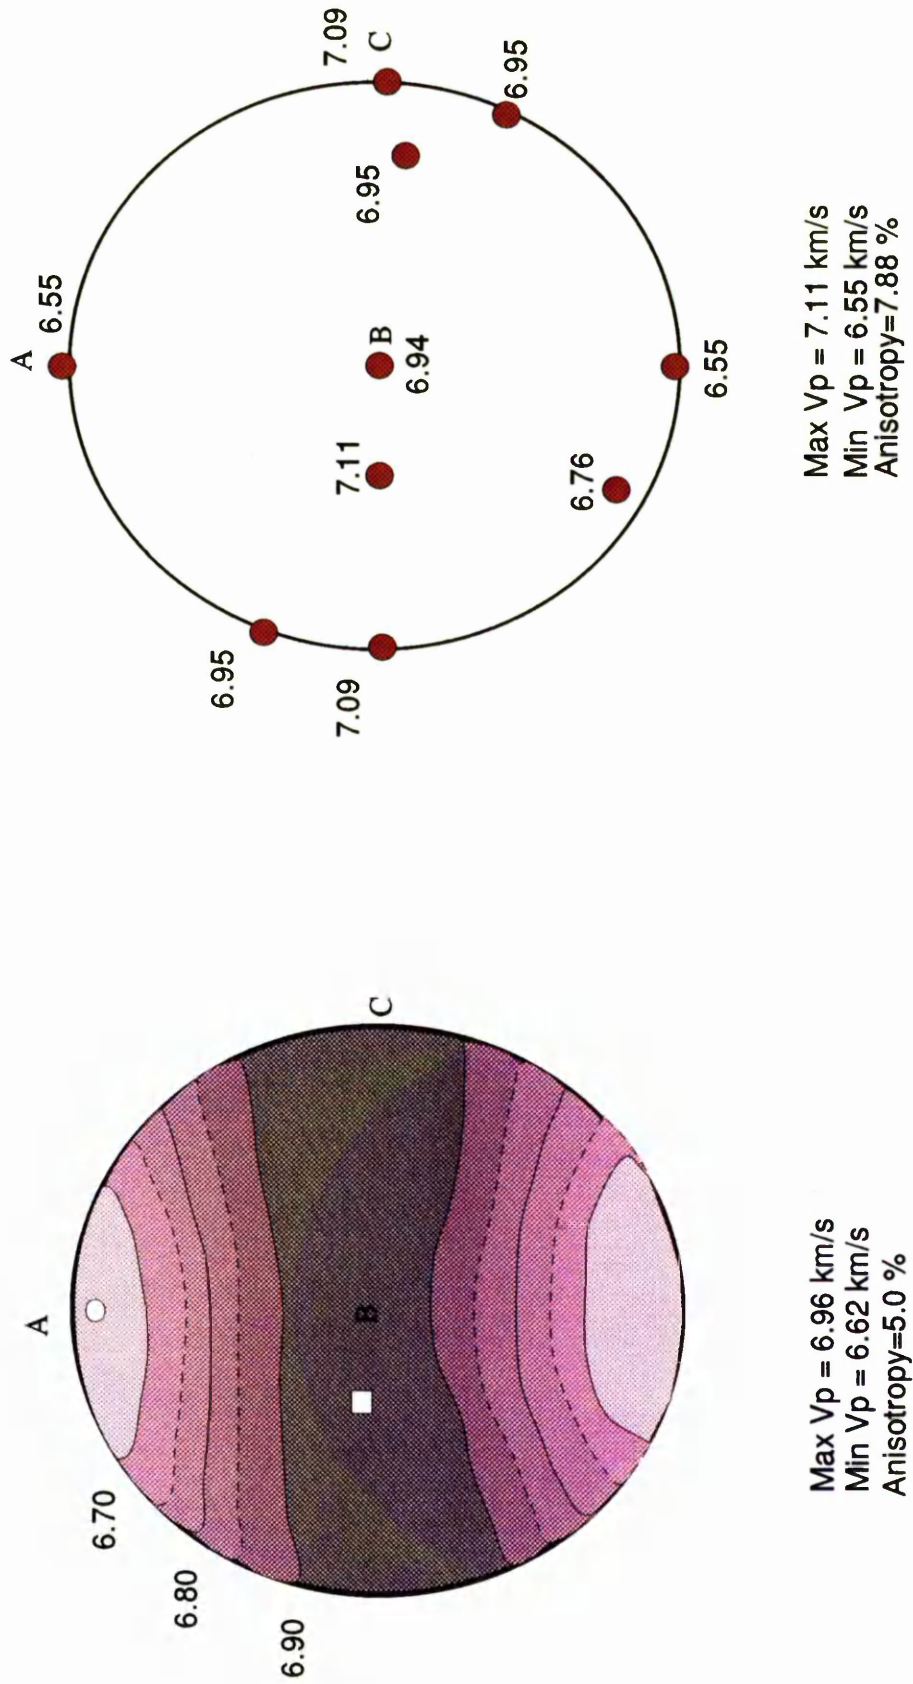 A
6.70
6.80
6.90
B
C
Max Vp = 6.96 km/s
Min Vp = 6.62 km/s
Anisotropy=5.0 %
A
6.55
6.95
7.09
7.11
B
6.94
6.95
7.09
C
6.95
6.76
6.55
Max Vp = 7.11 km/s
Min Vp = 6.55 km/s
Anisotropy=7.88 %